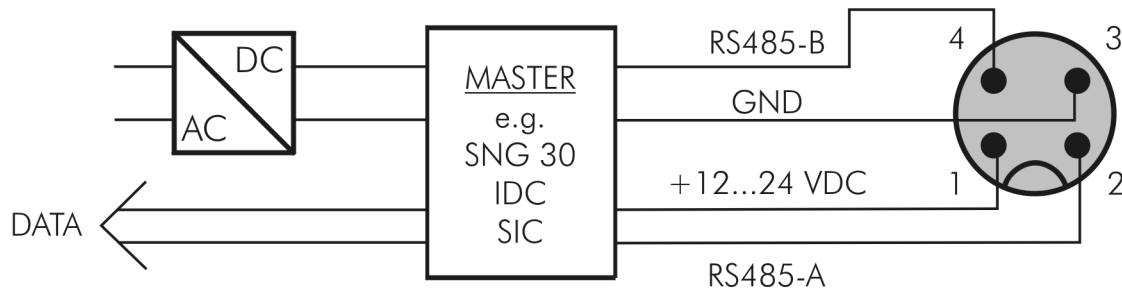 DC
AC
DATA
MASTER
e.g.
SNG 30
IDC
SIC
RS485-B
GND
+12...24 VDC
RS485-A
4
3
1
2